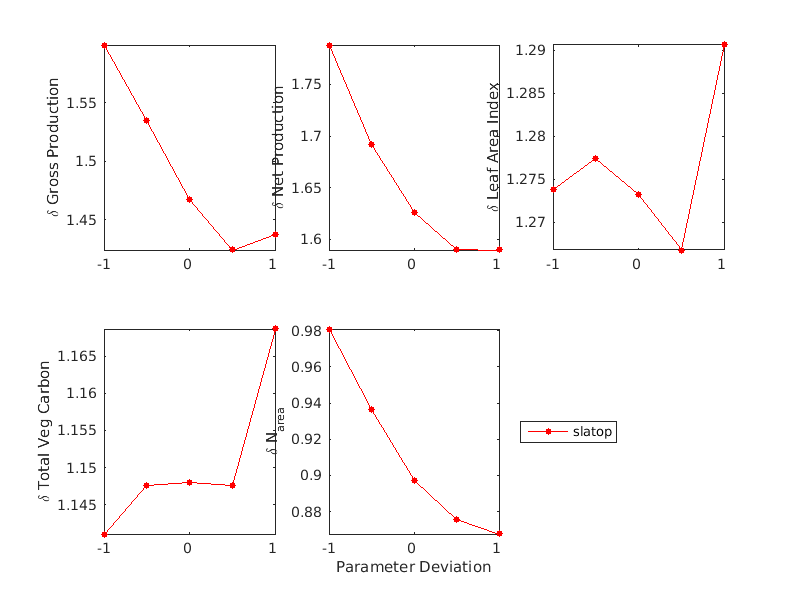 δ Gross Production
1.55
1.5
1.45
-1 0 1
δ Net Production
1.75
1.7
1.65
1.6
-1 0 1
δ Leaf Area Index
1.29
1.285
1.28
1.275
1.27
-1 0 1
δ Total Veg Carbon
1.165
1.16
1.155
1.15
1.145
-1 0 1
δ N_area
0.98
0.96
0.94
0.92
0.9
0.88
-1 0 1
Parameter Deviation
slatop